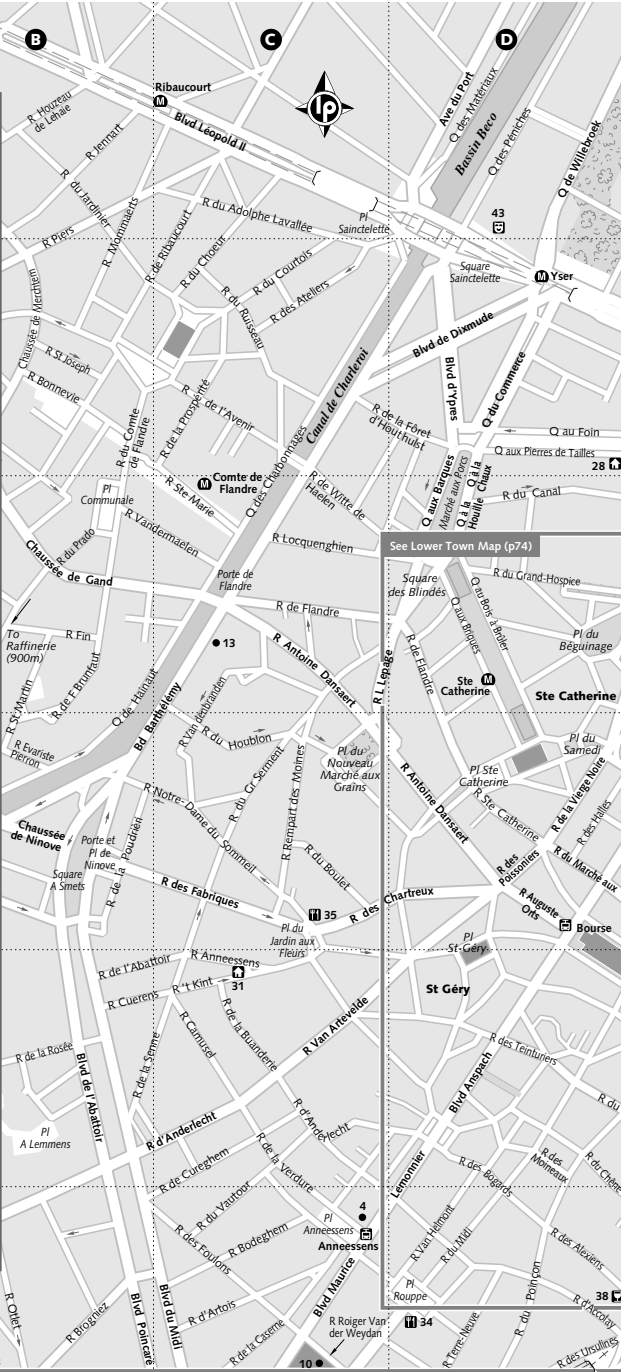 B
C
D
Ribaucourt
M
lp
Ave du Port
Q des Matériaux
Bassin Beco
Q des Péniches
Q de Willebroek
R Houzeau
de Lehaie
Blvd Léopold II
R Jennart
R du Jardinier
R Mommaerts
R de Ribaucourt
R du Choeur
R du Adolphe Lavallée
Pl
Sainctelette
43
R Piers
R du Courtois
R des Ateliers
R du Ruisseau
Square
Sainctelette
M Yser
Chaussée de Merchtem
Blvd de Dixmude
R St Joseph
Canal de Charleroi
Blvd d'Ypres
Q du Commerce
R Bonnevie
R du Comte
de Flandre
R de la Prospérité
R de l'Avenir
R de la Fôret
d'Houthulst
Q au Foin
Q aux Pierres de Tailles
28
Pl
Communale
M Comte de
Flandre
R Ste Marie
Q des Charbonnages
R de Witte de
Haelen
Q aux Barques
Marché aux Porcs
Q à la
Q à la
Houille Chaux
R du Canal
R Vandermaelen
R du Prado
R Locquenghien
See Lower Town Map (p74)
Chaussée de Gand
Porte de
Flandre
Square
des Blindés
R du Grand-Hospice
R de Flandre
Q au Bois à Brûler
Q aux Briques
To
Raffinerie
(900m)
R Fin
13
R Antoine Dansaert
R L Lepage
R de Flandre
Pl du
Béguinage
R St Martin
R de F Brunfaut
Q de Hainaut
Bd Barthélémy
R Van denbranden
Ste
Catherine M
Ste Catherine
R Evariste
Pierron
R du Houblon
R du Gr Serment
R Rempart des Moines
Pl du
Nouveau
Marché aux
Grains
Pl du
Samedi
Pl Ste
Catherine
R Antoine Dansaert
R Ste Catherine
R de la Vierge Noire
R des Halles
R Notre-Dame du Sommeil
Chaussée
de Ninove
Porte et
Pl de
Ninove
R de la Poudrièn
Square
A Smets
R du Boulet
R des
Poissoniers
R du Marché aux
R des Fabriques
35
R des Chartreux
R Auguste
Orts
Bourse
Pl du
Jardin aux
Fleurs
Pl
St-Géry
R de l'Abattoir
R Anneessens
31
St Géry
R Cuerens
R 't Kint
R Camusel
R de la Buanderie
R Van Artevelde
R de la Senne
R des Teinturiers
R de la Rosée
Blvd de l'Abattoir
Blvd Anspach
R du
Pl
A Lemmens
R d'Anderlecht
R d'Anderlecht
R de Cureghem
R de la Verdure
Lemonnier
R des Bogards
R des
Moineaux
R du Chêne
R du Vautour
4
Pl
Anneessens
Anneessens
R Van Helmont
R du Midi
R des Alexiens
R des Foulons
R Bodeghem
Blvd Maurice
Pl
Rouppe
R du Poinçon
38
R Otlet
R Brogniez
Blvd Poincaré
Blvd du Midi
R d'Artois
R de la Caserne
R Roiger Van
der Weydan
34
R Terre-Neuve
R d'Accolay
R des Ursulines
10